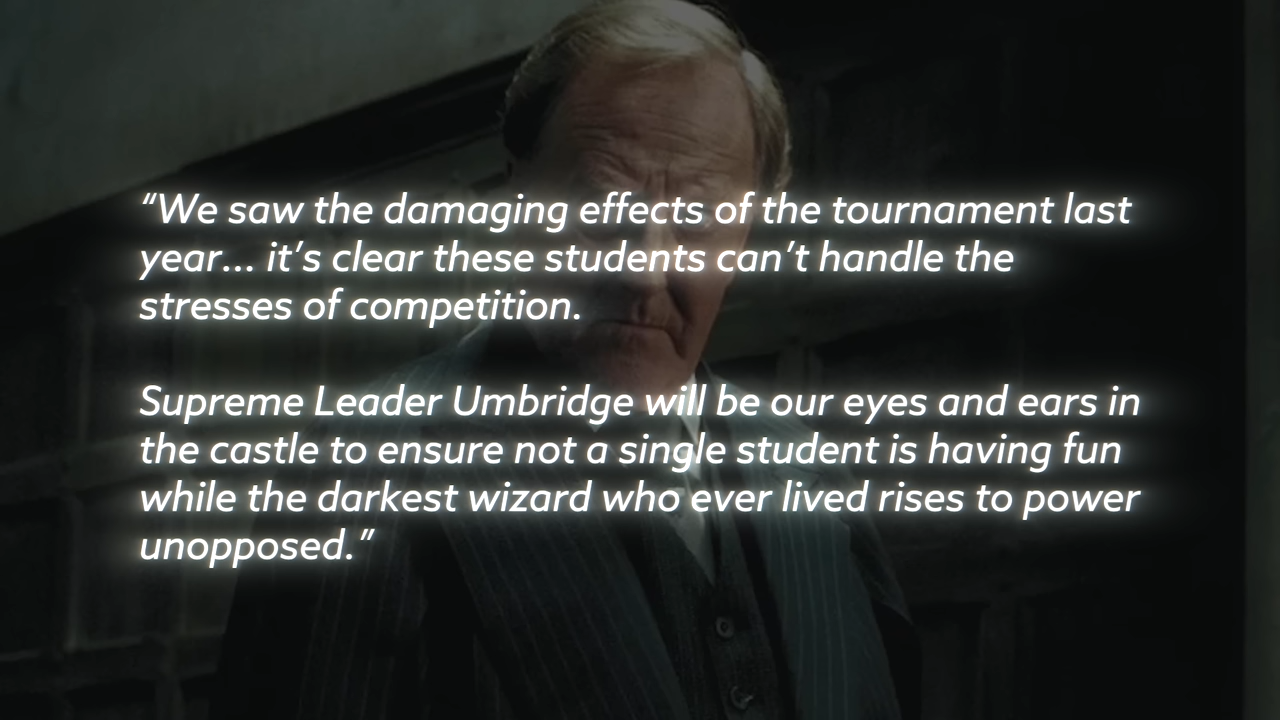 “We saw the damaging effects of the tournament last
year... it’s clear these students can’t handle the
stresses of competition.
Supreme Leader Umbridge will be our eyes and ears in
the castle to ensure not a single student is having fun
while the darkest wizard who ever lived rises to power
unopposed.”